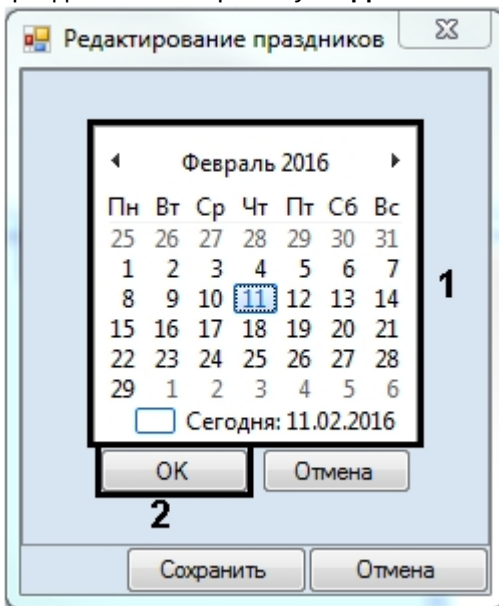 Редактирование праздников
Февраль 2016
Пн Вт Ср Чт Пт Сб Вс
25 26 27 28 29 30 31
1 2 3 4 5 6 7
1
8 9 10 11 12 13 14
15 16 17 18 19 20 21
22 23 24 25 26 27 28
29 1 2 3 4 5 6
Сегодня: 11.02.2016
ОК Отмена
2
Сохранить Отмена